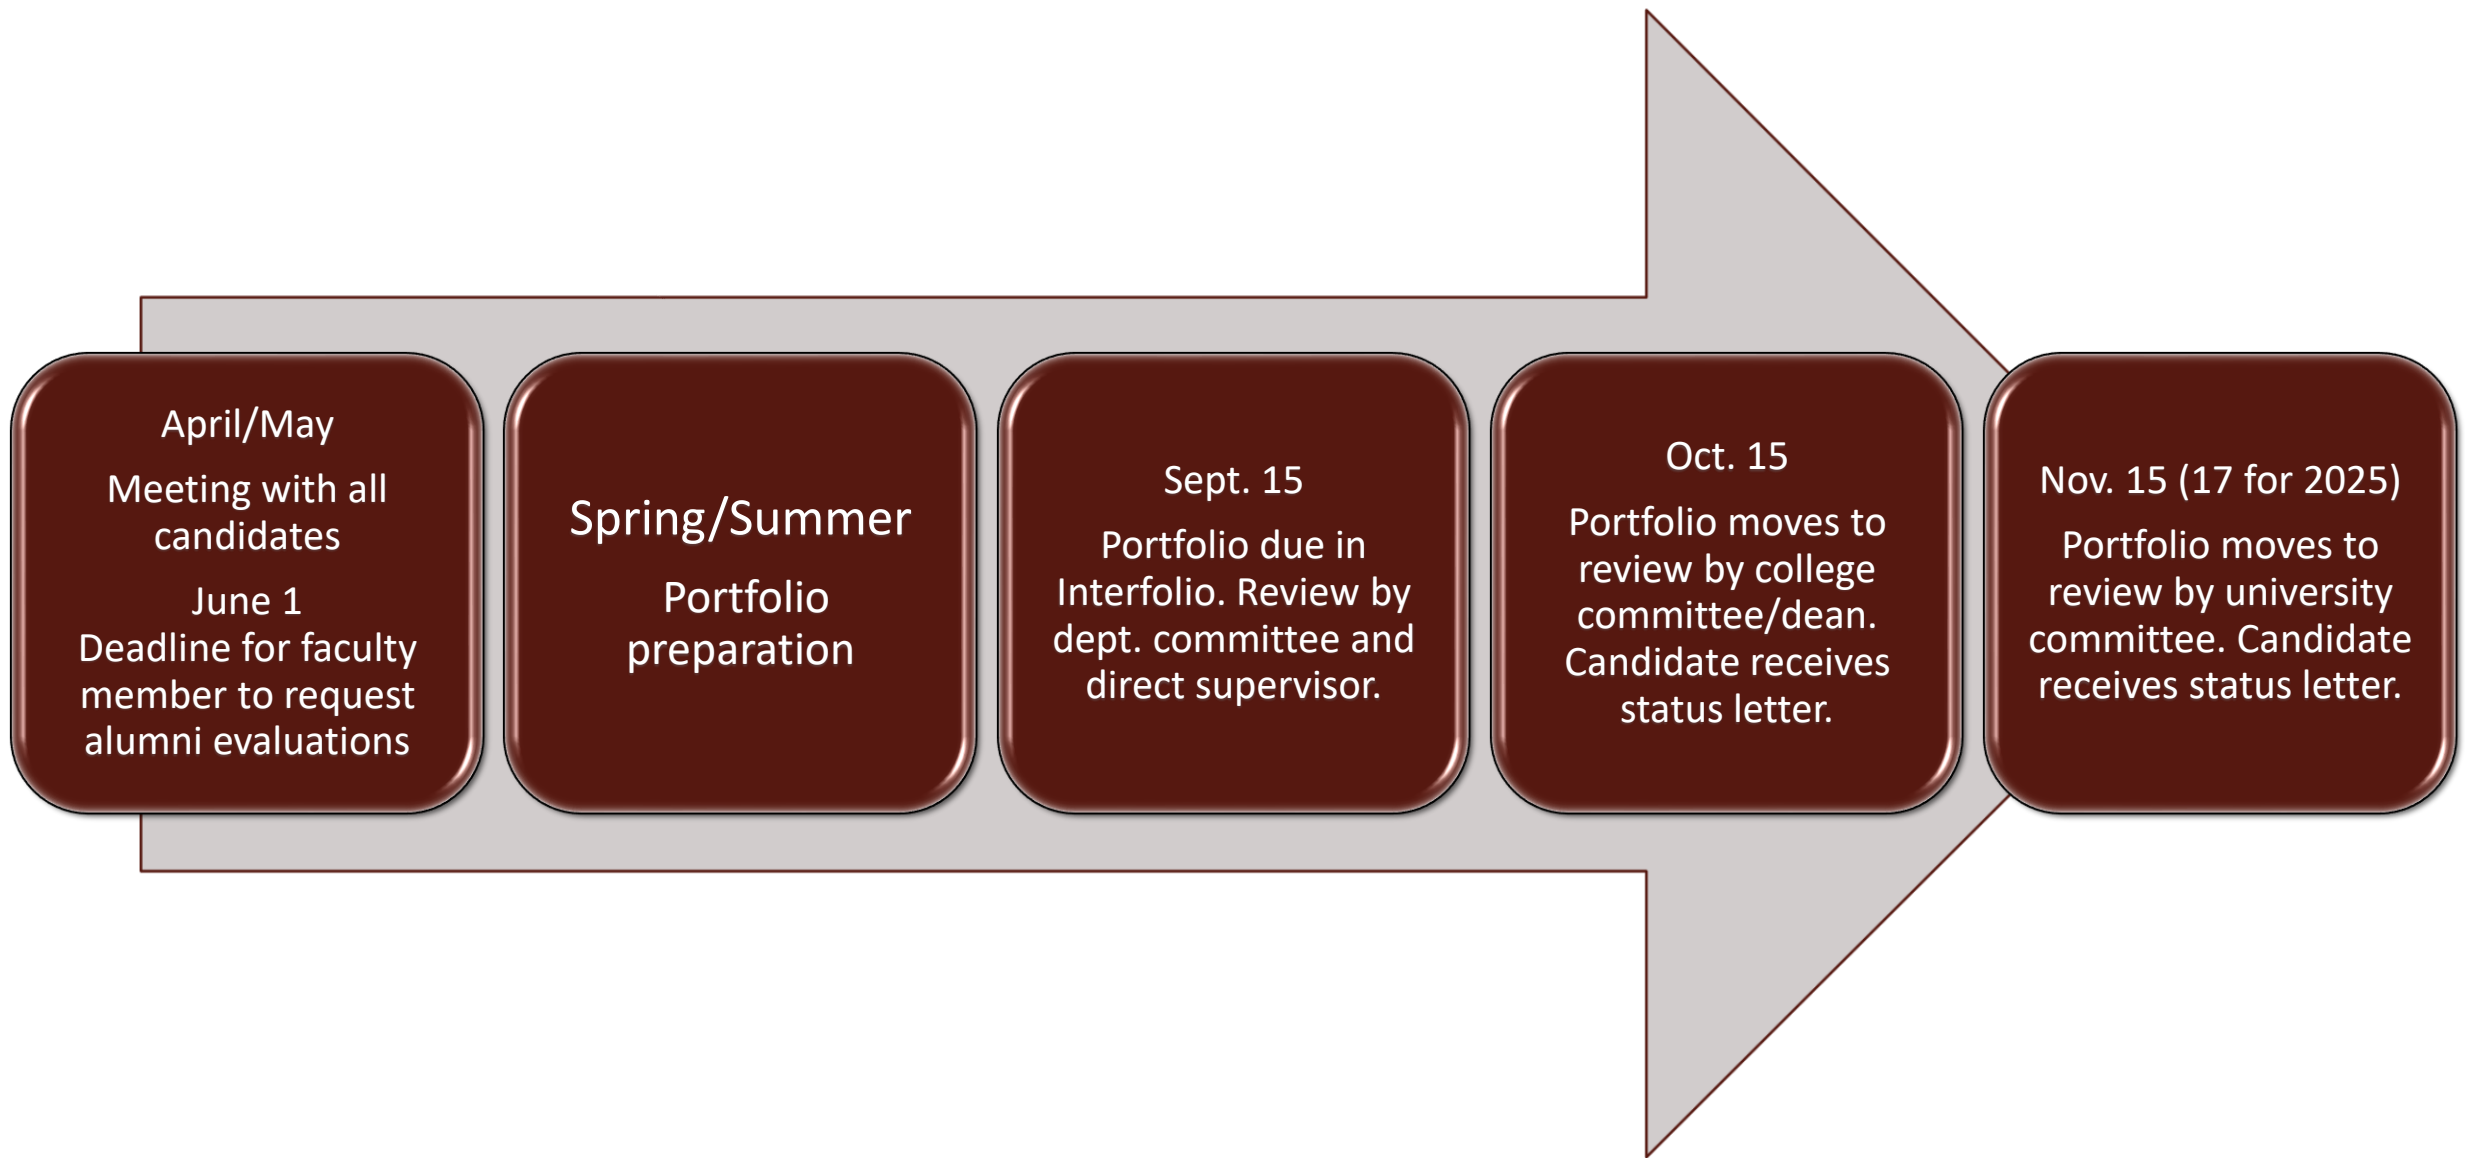 April/May
Meeting with all
candidates
June 1
Deadline for faculty
member to request
alumni evaluations
Spring/Summer
Portfolio
preparation
Sept. 15
Portfolio due in
Interfolio. Review by
dept. committee and
direct supervisor.
Oct. 15
Portfolio moves to
review by college
committee/dean.
Candidate receives
status letter.
Nov. 15 (17 for 2025)
Portfolio moves to
review by university
committee. Candidate
receives status letter.